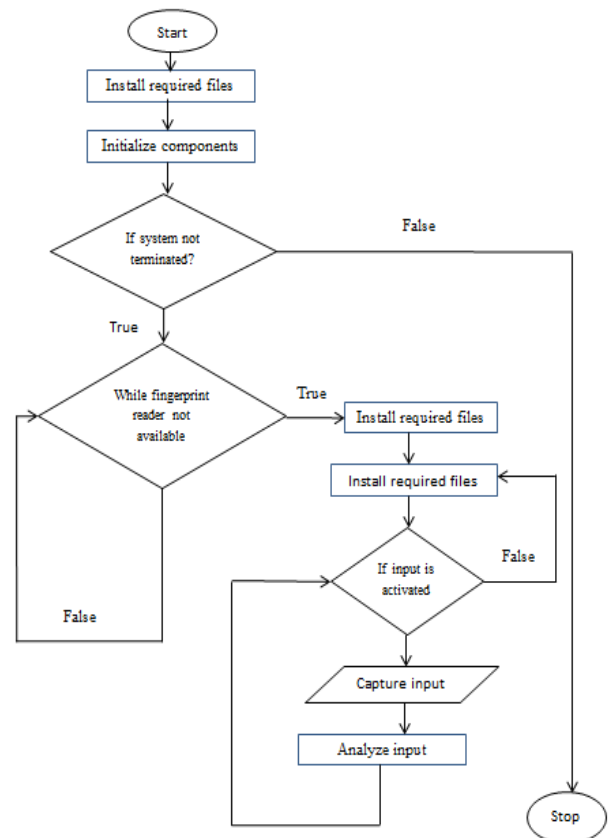 Start
Install required files
Initialize components
If system not
terminated?
False
True
While fingerprint
reader not
available
True
Install required files
Install required files
If input is
activated
False
False
Capture input
Analyze input
Stop